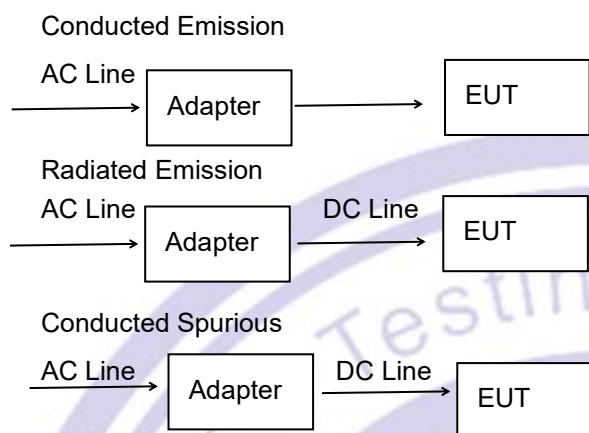 Conducted Emission
AC Line
Adapter
EUT
Radiated Emission
AC Line
DC Line
Adapter
EUT
Testin
Conducted Spurious
AC Line
DC Line
Adapter
EUT